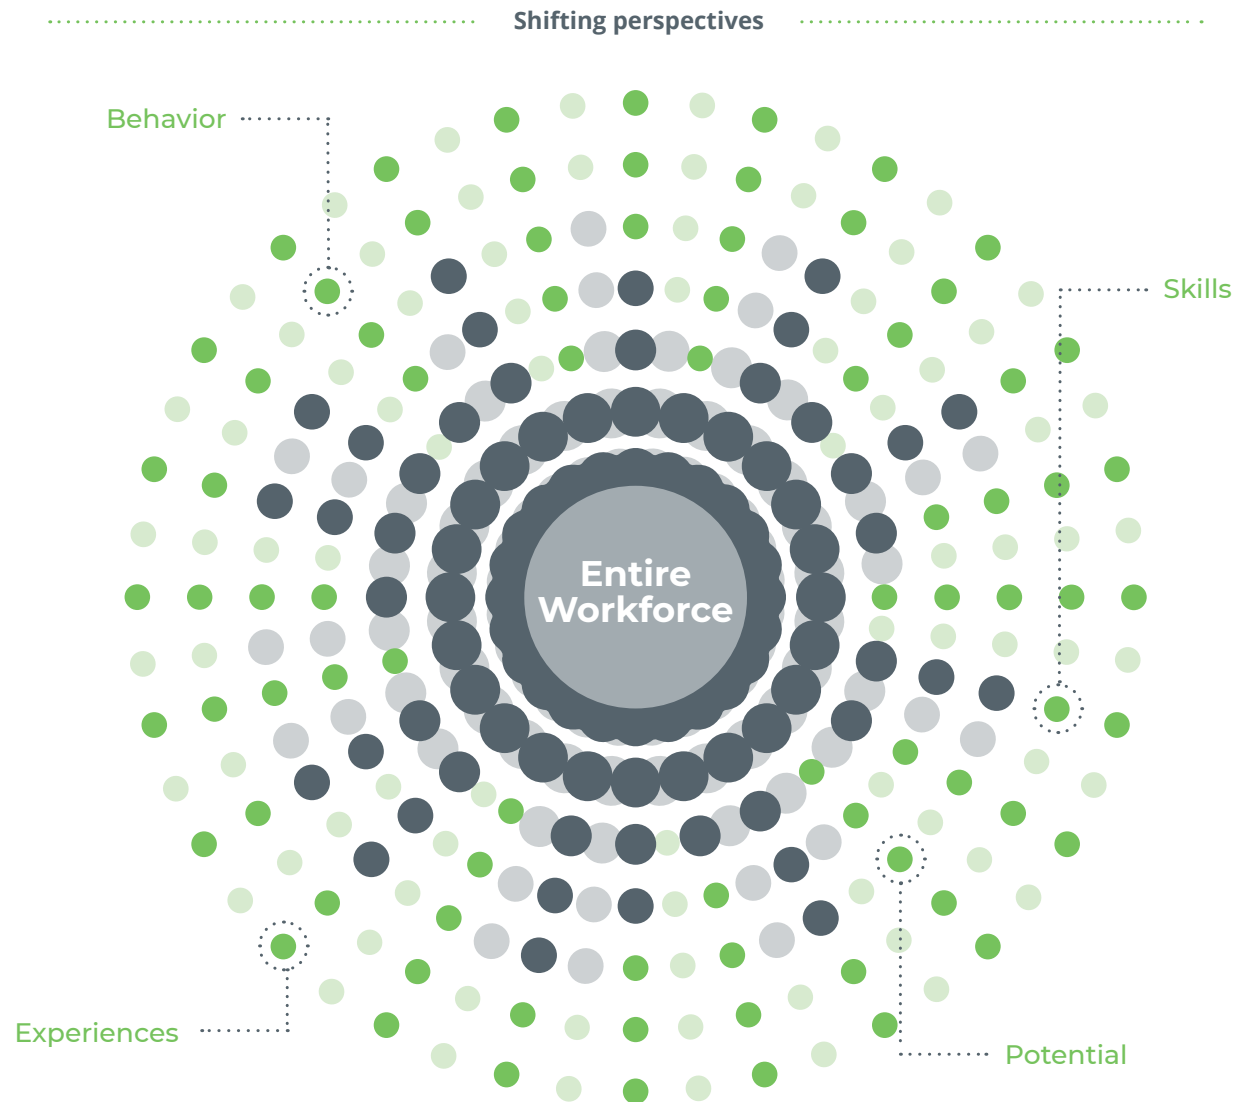 Shifting perspectives
Behavior
Skills
Entire
Workforce
Experiences
Potential